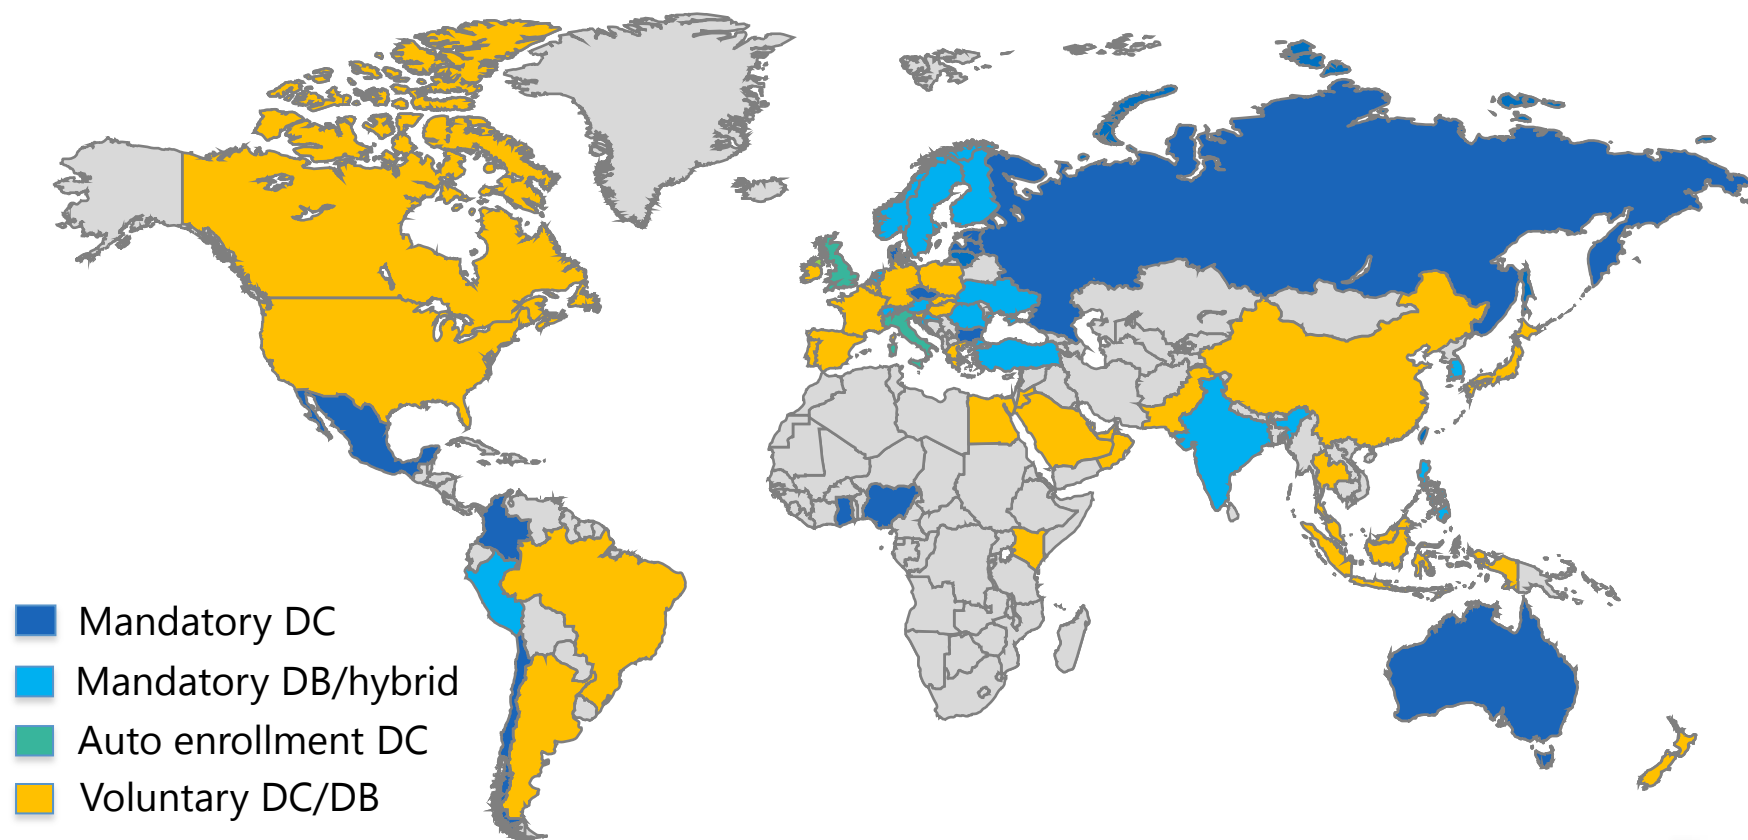 Mandatory DC
Mandatory DB/hybrid
Auto enrollment DC
Voluntary DC/DB